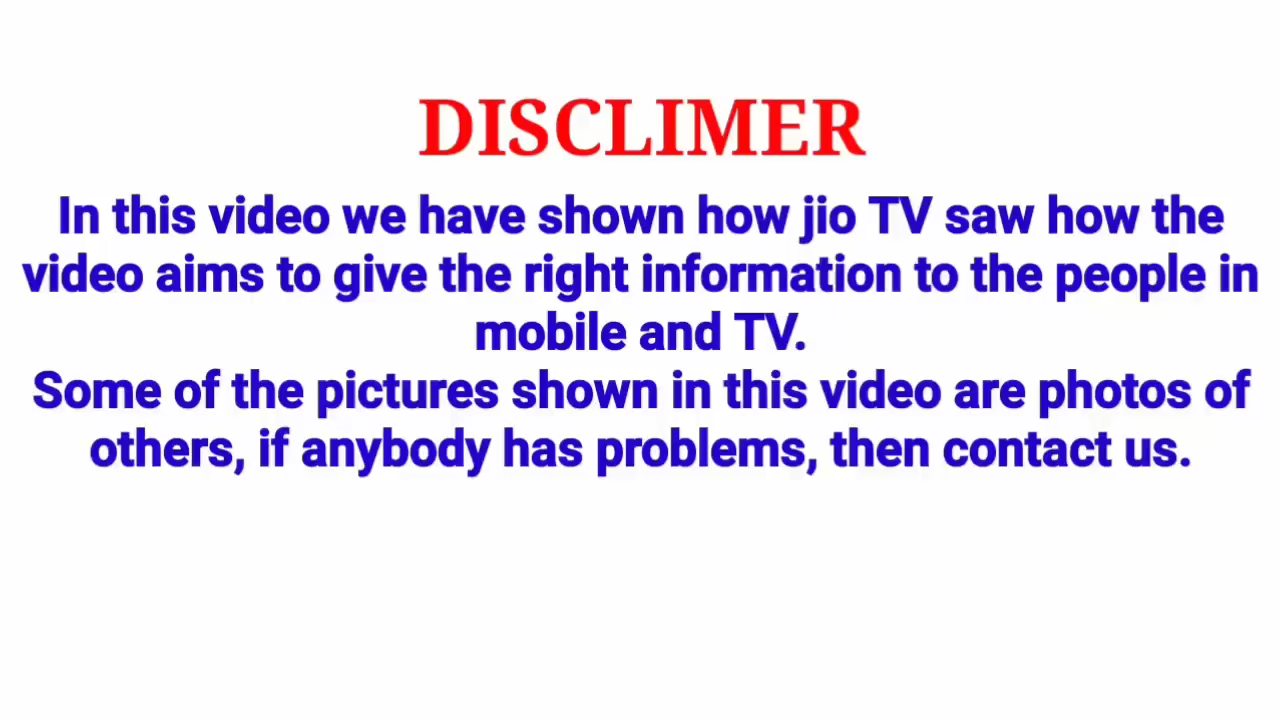 DISCLIMER
In this video we have shown how jio TV saw how the
video aims to give the right information to the people in
mobile and TV.
Some of the pictures shown in this video are photos of
others, if anybody has problems, then contact us.